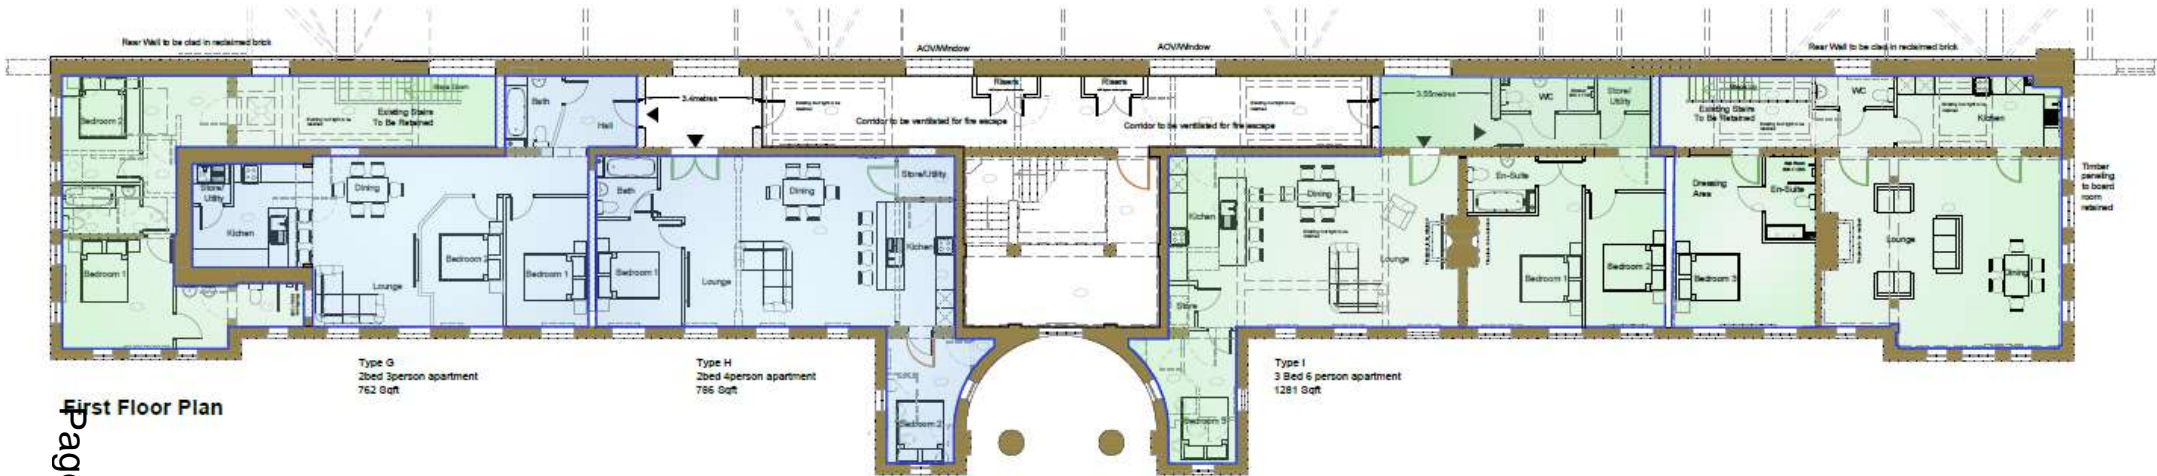 Rear Wall to be clad in reclaimed brick
AOV/Window
AOV/Window
Rear Wall to be clad in reclaimed brick
Bedroom 2
Existing Stairs
To Be Retained
Bath
Hall
3.4metres
Risers
Risers
Corridor to be ventilated for fire escape
Corridor to be ventilated for fire escape
3.55metres
WC
Store/
Utility
Existing Stairs
To Be Retained
WC
Kitchen
Store/
Utility
Dining
Kitchen
Bedroom 2
Bedroom 1
Lounge
Bedroom 1
Bath
Dining
Store/Utility
Kitchen
Bedroom 1
Lounge
Bedroom 2
Kitchen
Dining
Lounge
Store
Bedroom 3
En-Suite
Bedroom 1
Bedroom 2
Dressing
Area
En-Suite
Bedroom 3
Lounge
Dining
Timber
paneling
to board
room
retained
Type G
2bed 3person apartment
762 Sqft
Type H
2bed 4person apartment
786 Sqft
Type I
3 Bed 6 person apartment
1281 Sqft
First Floor Plan
Page